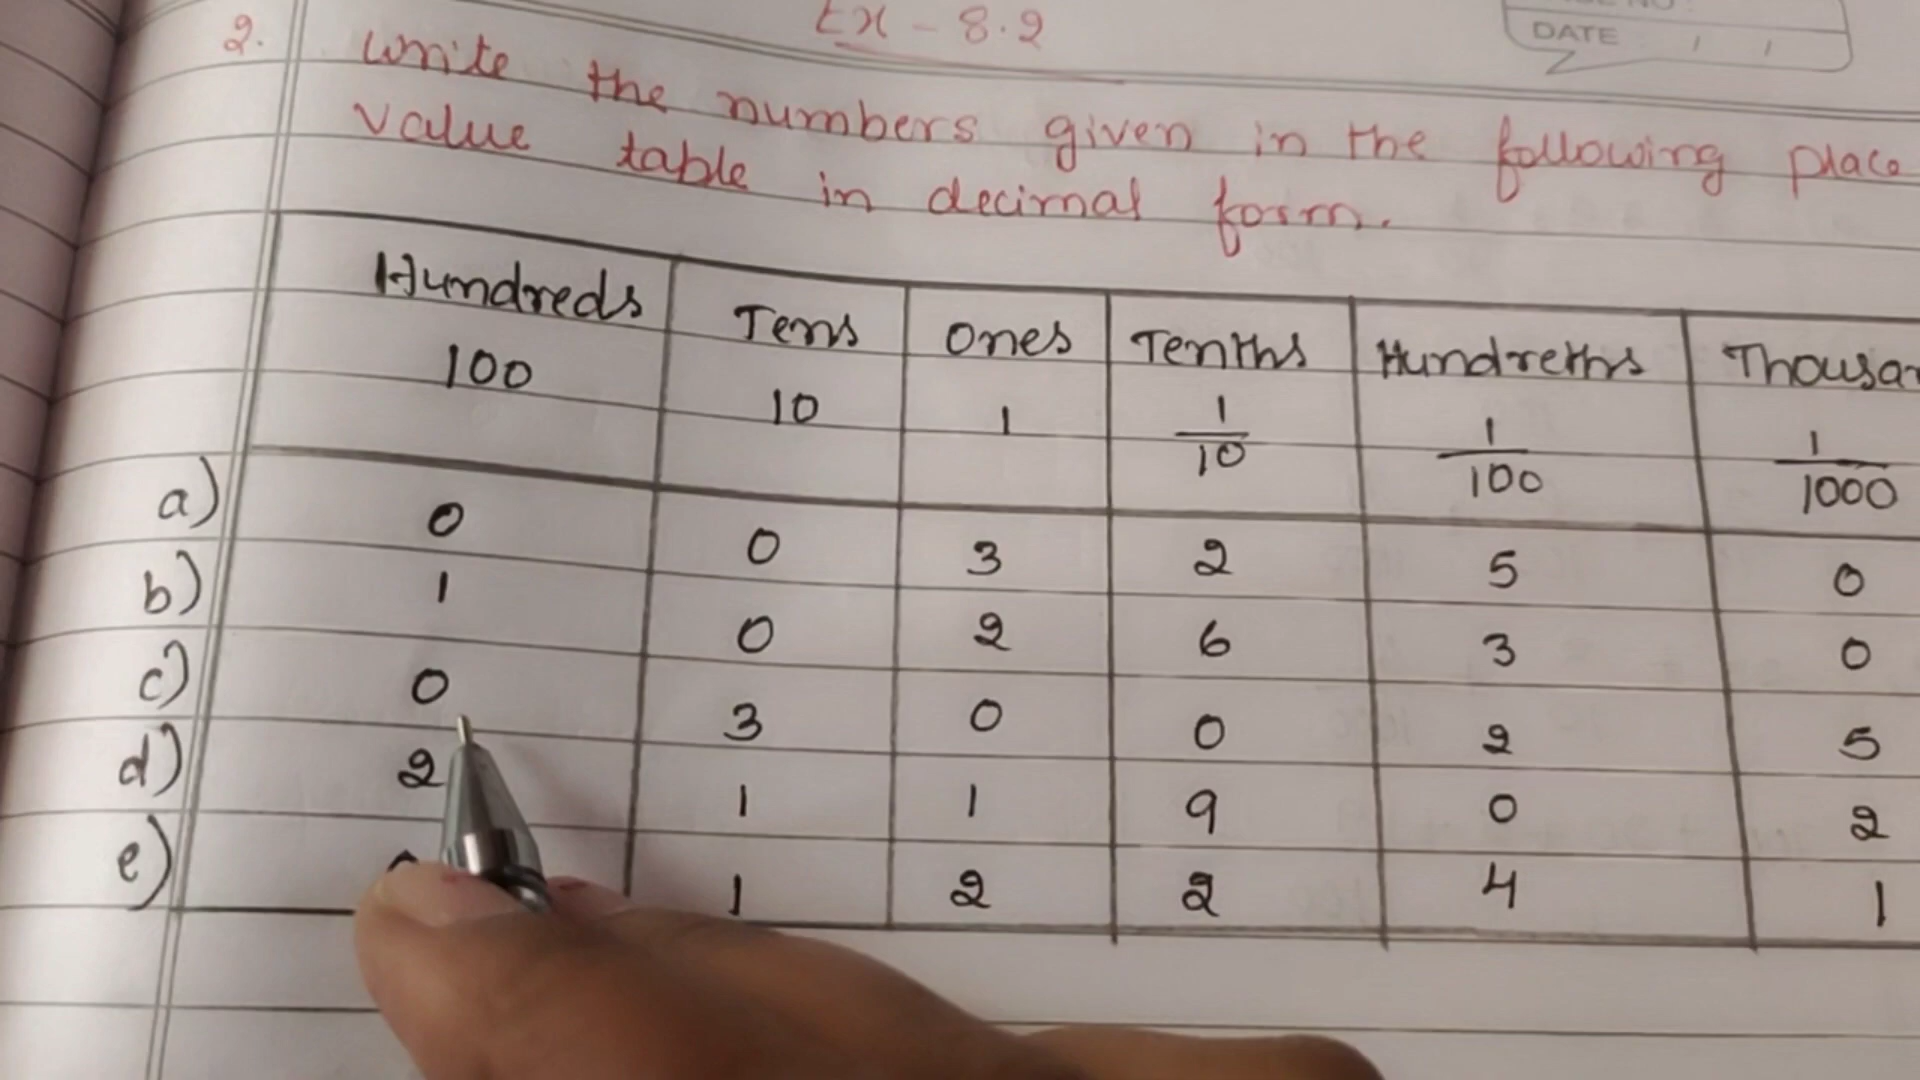 Ex - 8.2
DATE / /
2. Write the numbers given in the following place
value table in decimal form.
Hundreds Tens Ones Tenths Hundreths
100 10 1 1/10 1/100 1/1000
a) 0 0 3 2 5 0
b) 1 0 2 6 3 0
c) 0 3 0 0 2 5
d) 2 1 1 9 0 2
e) 1 2 2 4 1